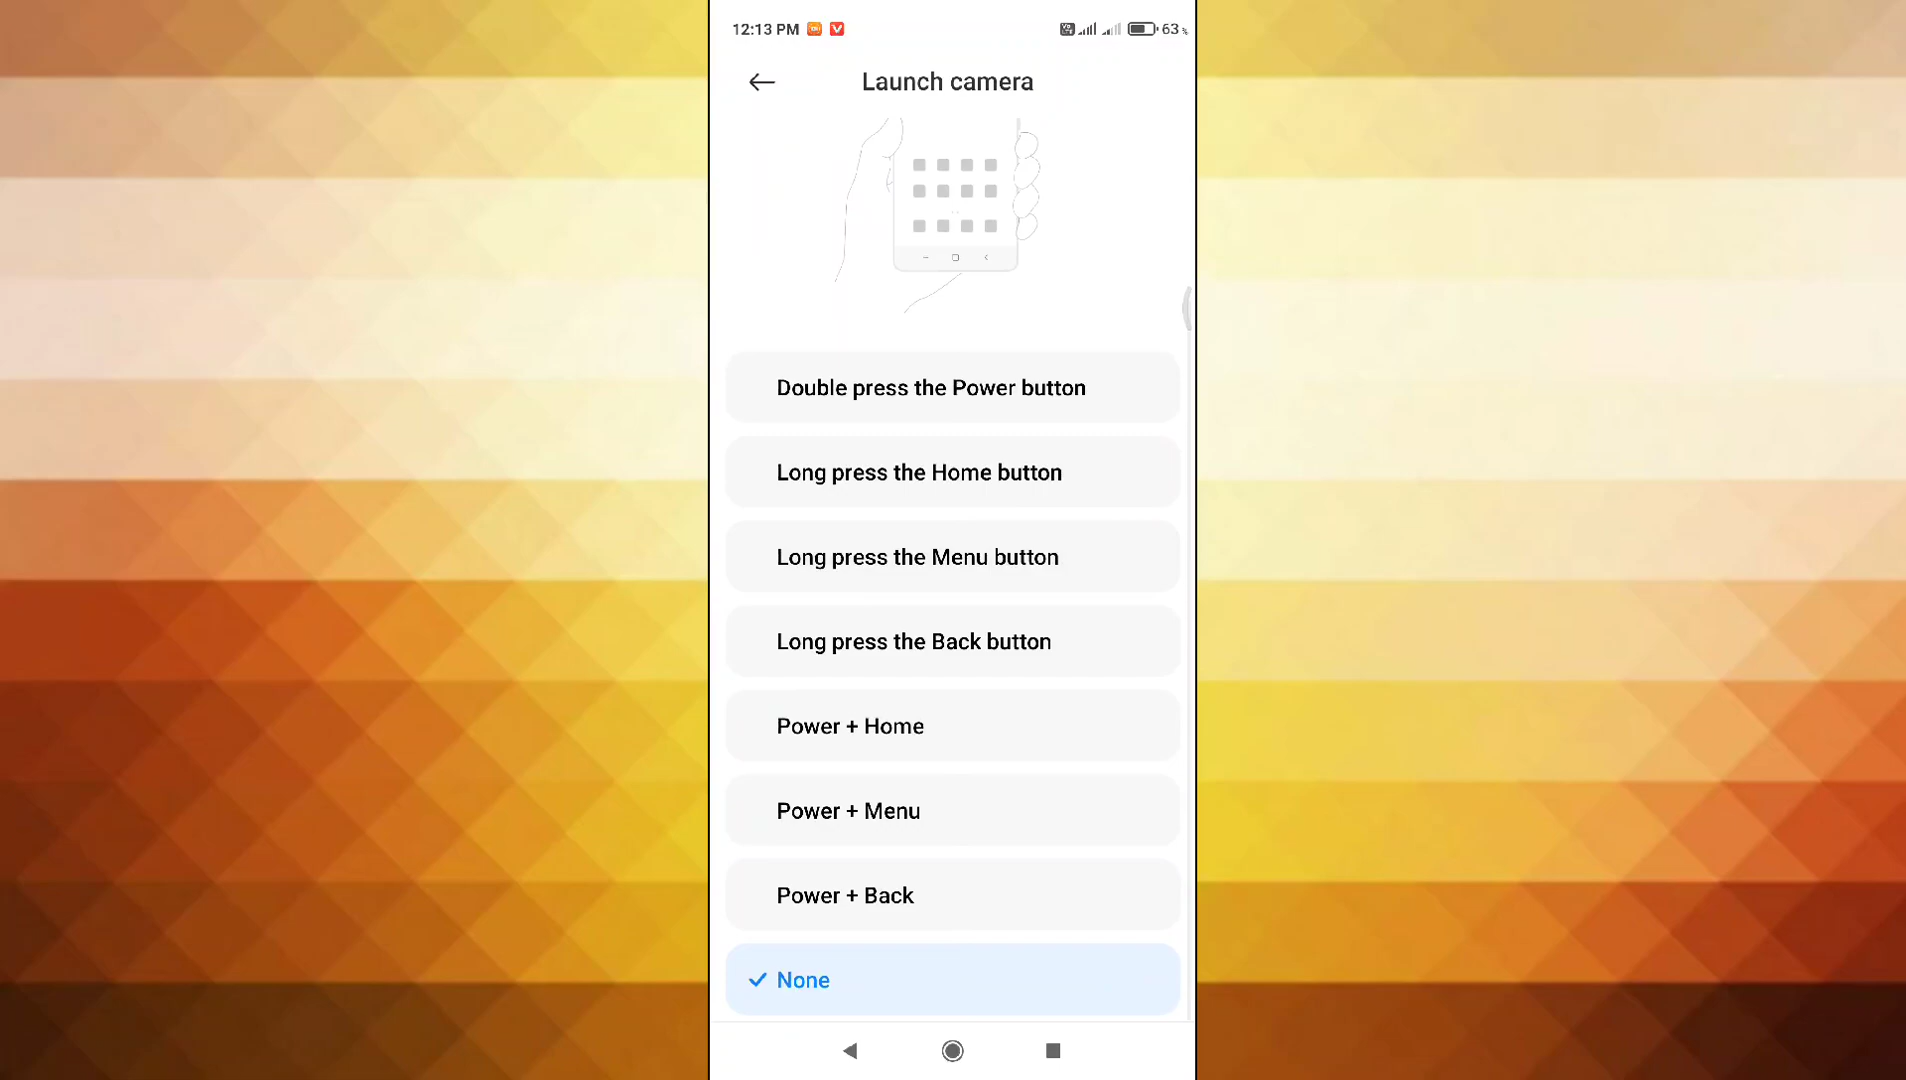 12:13 PM 63%
Launch camera
Double press the Power button
Long press the Home button
Long press the Menu button
Long press the Back button
Power + Home
Power + Menu
Power + Back
None